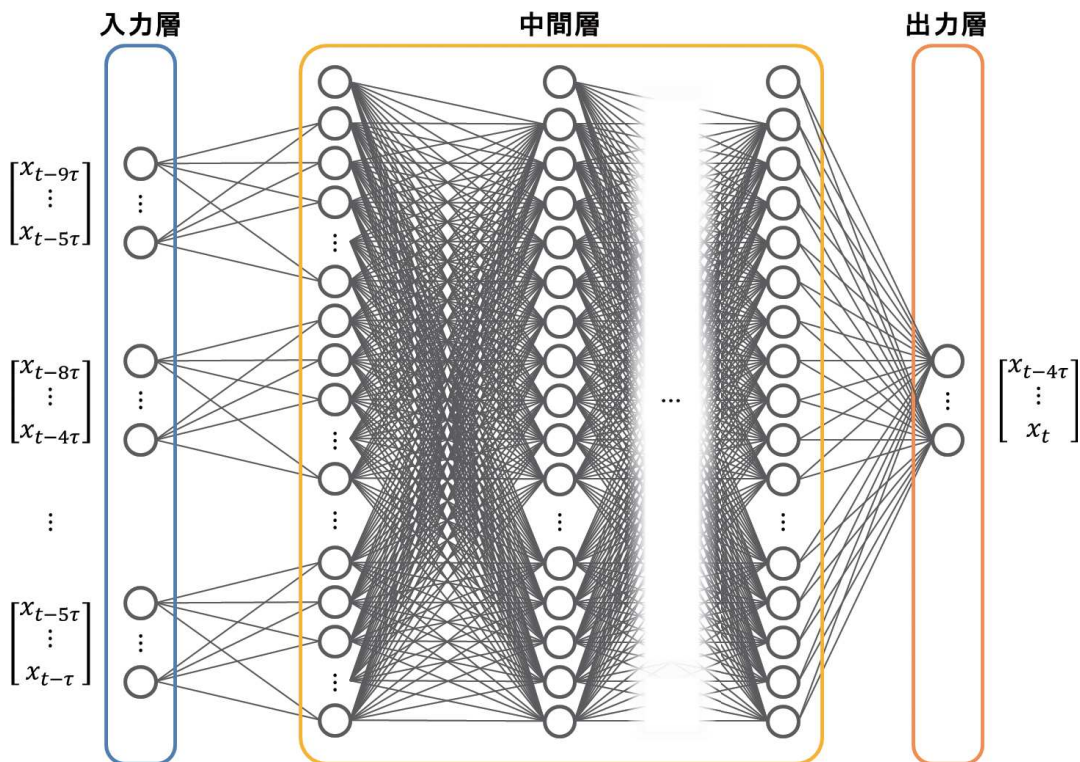 入力層 中間層 出力層
x_{t-9τ}
⋮
x_{t-5τ}
x_{t-8τ}
⋮
x_{t-4τ}
⋮
x_{t-5τ}
⋮
x_{t-τ}
...
x_{t-4τ}
⋮
x_t